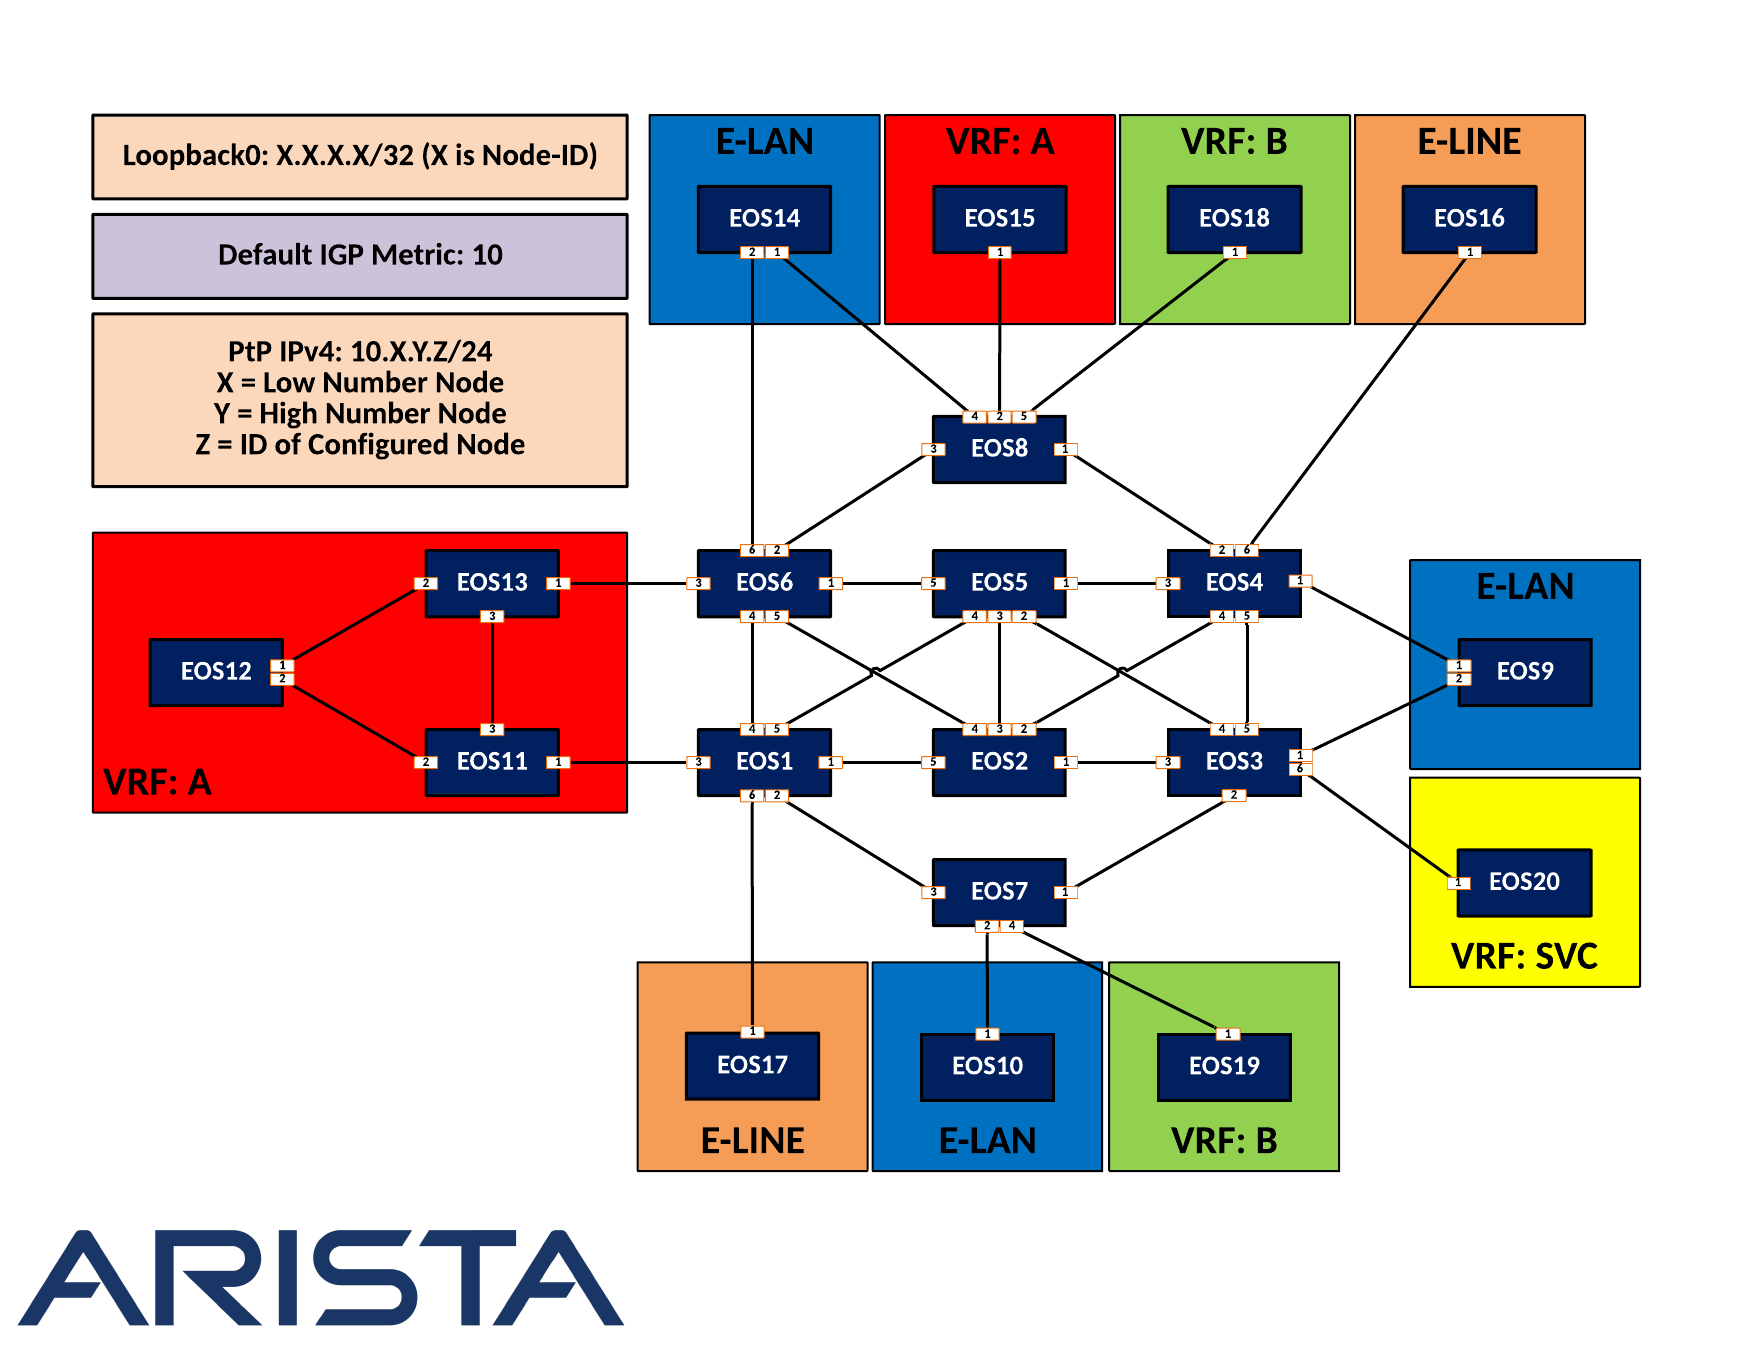 Loopback0: X.X.X.X/32 (X is Node-ID)
Default IGP Metric: 10
PtP IPv4: 10.X.Y.Z/24
X = Low Number Node
Y = High Number Node
Z = ID of Configured Node
E-LAN
VRF: A
VRF: B
E-LINE
EOS14
EOS15
EOS18
EOS16
2 1
1
1
1
4 2 5
EOS8
3
1
6 2
2 6
EOS13
2
1
3
EOS6
3
1
4 5
EOS5
5
1
4 3 2
EOS4
3
1
4 5
E-LAN
EOS12
1
2
EOS9
1
2
3
EOS11
2
1
VRF: A
4 5
EOS1
3
1
6 2
4 3 2
EOS2
5
1
4 5
EOS3
3
1
6
2
EOS7
3
1
2 4
EOS20
1
VRF: SVC
1
EOS17
E-LINE
1
EOS10
E-LAN
1
EOS19
VRF: B
ARISTA